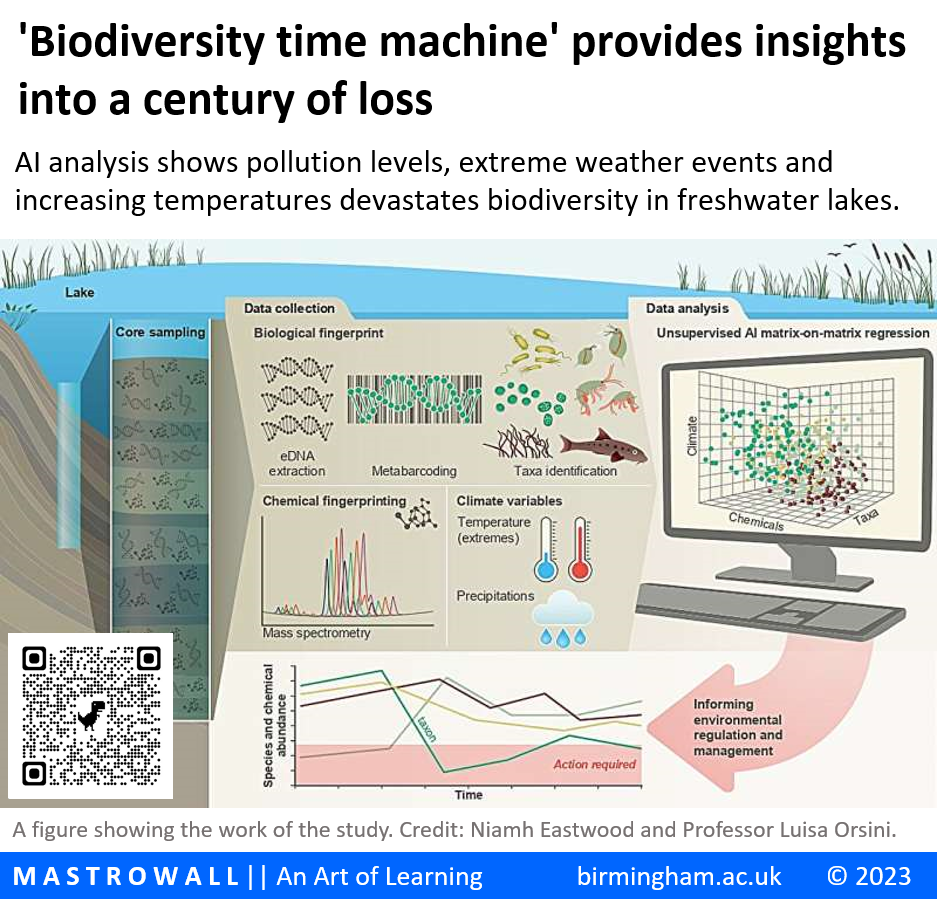 'Biodiversity time machine' provides insights
into a century of loss
AI analysis shows pollution levels, extreme weather events and
increasing temperatures devastates biodiversity in freshwater lakes.
Lake
Core sampling
Data collection
Biological fingerprint
eDNA
extraction
Metabarcoding
Taxa identification
Chemical fingerprinting
Mass spectrometry
Climate variables
Temperature
(extremes)
Precipitations
Data analysis
Unsupervised AI matrix-on-matrix regression
Climate
Chemicals
Taxa
Species and chemical
abundance
taxon
Action required
Time
Informing
environmental
regulation and
management
A figure showing the work of the study. Credit: Niamh Eastwood and Professor Luisa Orsini.
MASTROWALL || An Art of Learning birmingham.ac.uk © 2023